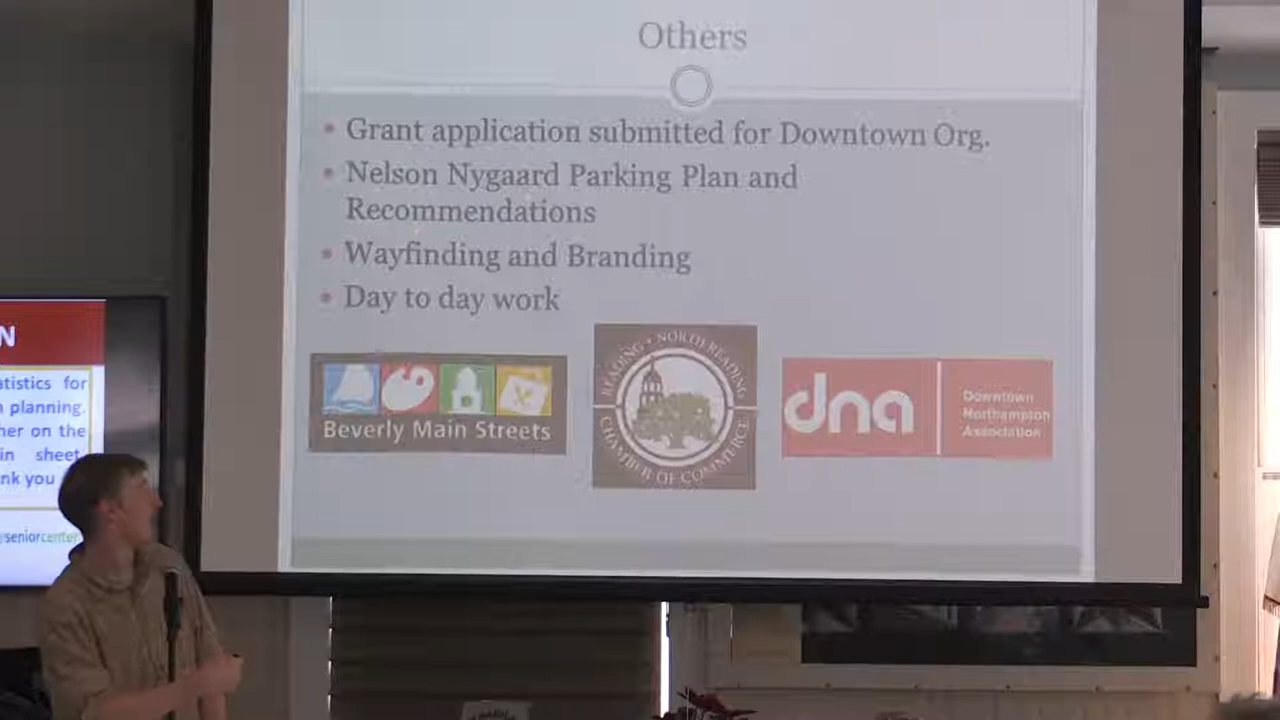 Others
• Grant application submitted for Downtown Org.
• Nelson Nygaard Parking Plan and
Recommendations
• Wayfinding and Branding
• Day to day work
Beverly Main Streets
READING • NORTH READING
CHAMBER OF COMMERCE
dna
Downtown
Northampton
Association
N
atistics for
planning.
her on the
in sheet
nk you
seniorcenter